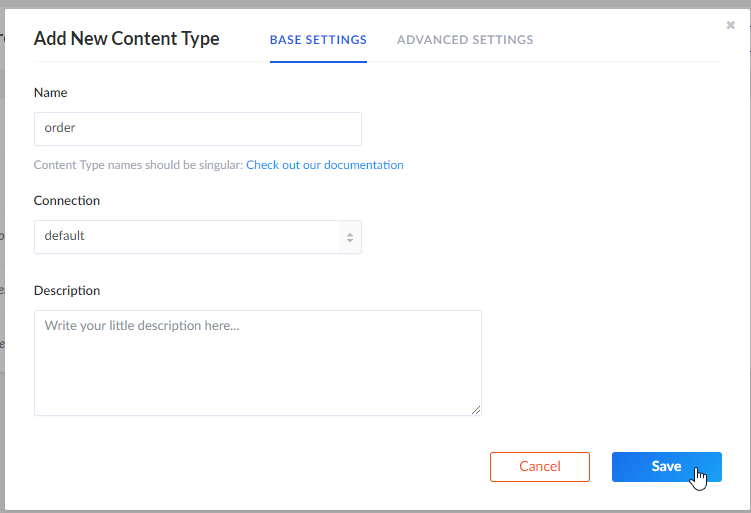 Add New Content Type BASE SETTINGS ADVANCED SETTINGS
Name
order
Content Type names should be singular: Check out our documentation
Connection
default
Description
Write your little description here...
Cancel Save